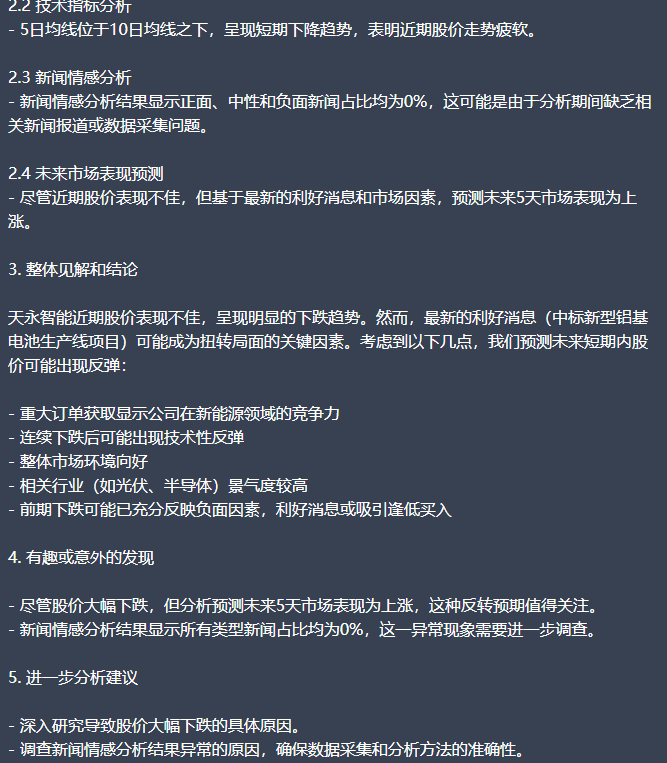 2.2 技术指标分析
- 5日均线位于10日均线之下，呈现短期下降趋势，表明近期股价走势疲软。
2.3 新闻情感分析
- 新闻情感分析结果显示正面、中性和负面新闻占比均为0%，这可能是由于分析期间缺乏相
关新闻报道或数据采集问题。
2.4 未来市场表现预测
- 尽管近期股价表现不佳，但基于最新的利好消息和市场因素，预测未来5天市场表现为上
涨。
3. 整体见解和结论
天永智能近期股价表现不佳，呈现明显的下跌趋势。然而，最新的利好消息（中标新型铝基
电池生产线项目）可能成为扭转局面的关键因素。考虑到以下几点，我们预测未来短期内股
价可能出现反弹：
- 重大订单获取显示公司在新能源领域的竞争力
- 连续下跌后可能出现技术性反弹
- 整体市场环境向好
- 相关行业（如光伏、半导体）景气度较高
- 前期下跌可能已充分反映负面因素，利好消息或吸引逢低买入
4. 有趣或意外的发现
- 尽管股价大幅下跌，但分析预测未来5天市场表现为上涨，这种反转预期值得关注。
- 新闻情感分析结果显示所有类型新闻占比均为0%，这一异常现象需要进一步调查。
5. 进一步分析建议
- 深入研究导致股价大幅下跌的具体原因。
- 调查新闻情感分析结果异常的原因，确保数据采集和分析方法的准确性。